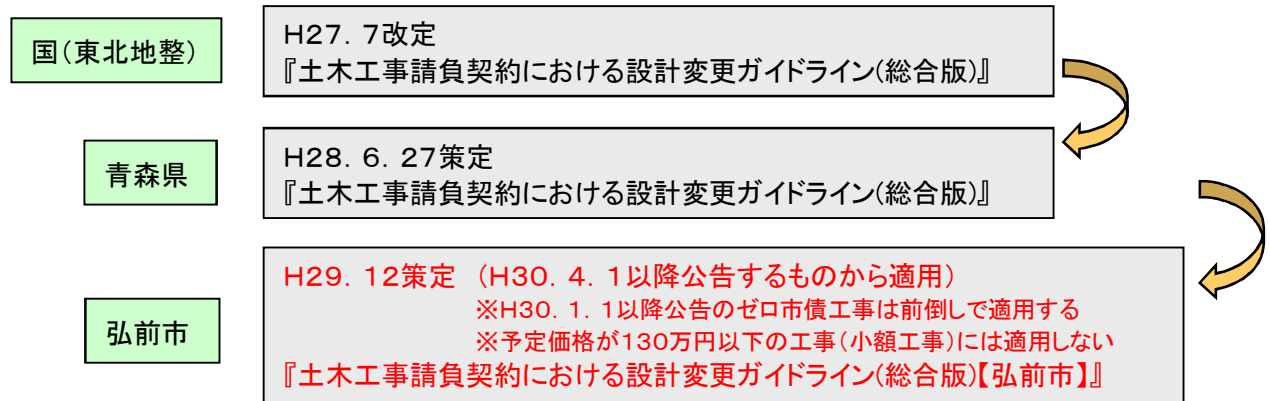 国(東北地整)
H27.7改定
『土木工事請負契約における設計変更ガイドライン(総合版)』
青森県
H28.6.27策定
『土木工事請負契約における設計変更ガイドライン(総合版)』
弘前市
H29.12策定 (H30.4.1以降公告するものから適用)
※H30.1.1以降公告のゼロ市債工事は前倒しで適用する
※予定価格が130万円以下の工事(小額工事)には適用しない
『土木工事請負契約における設計変更ガイドライン(総合版)【弘前市】』